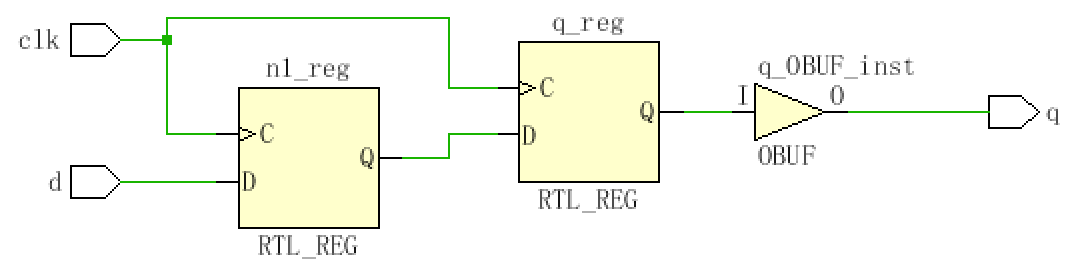 clk
d
n1_reg
C
D
Q
RTL_REG
q_reg
C
D
Q
RTL_REG
q_OBUF_inst
I
O
OBUF
q